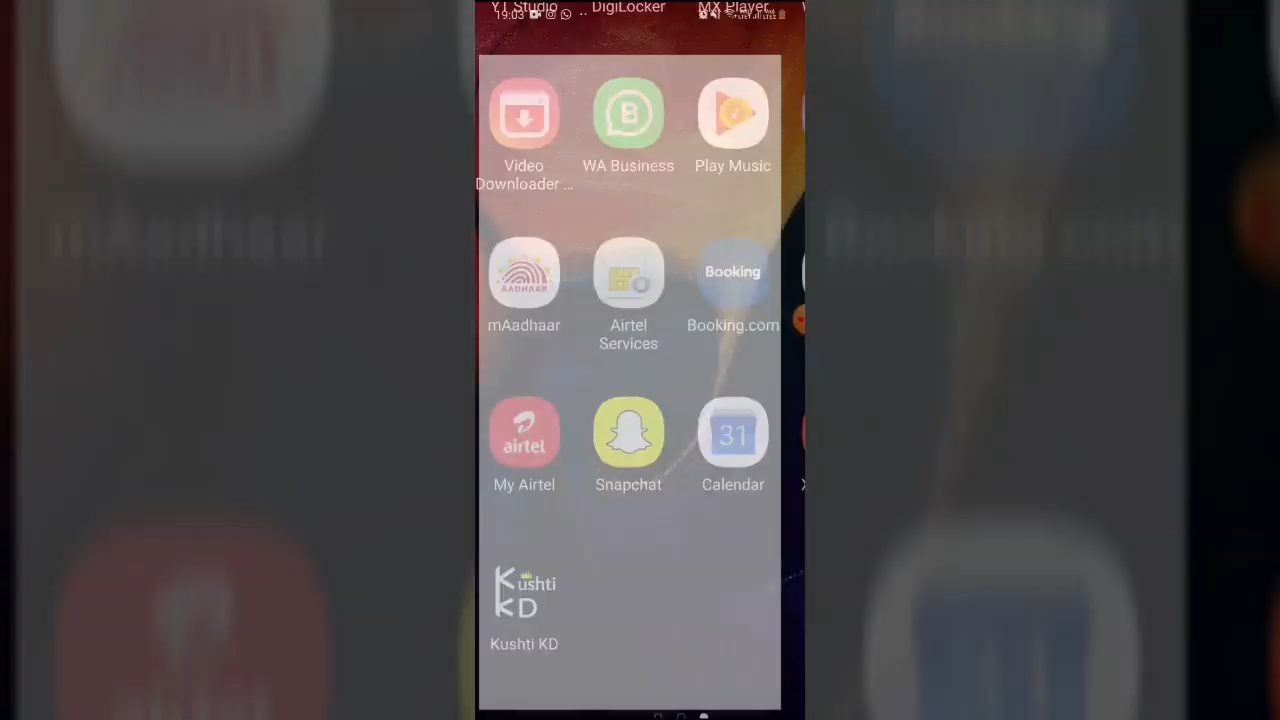 YT Studio DigiLocker MX Player
19:03
Video WA Business Play Music
Downloader ...
B
AADHAAR Booking
mAadhaar Airtel Booking.com
Services
airtel 31
My Airtel Snapchat Calendar
Kushti
KD
Kushti KD